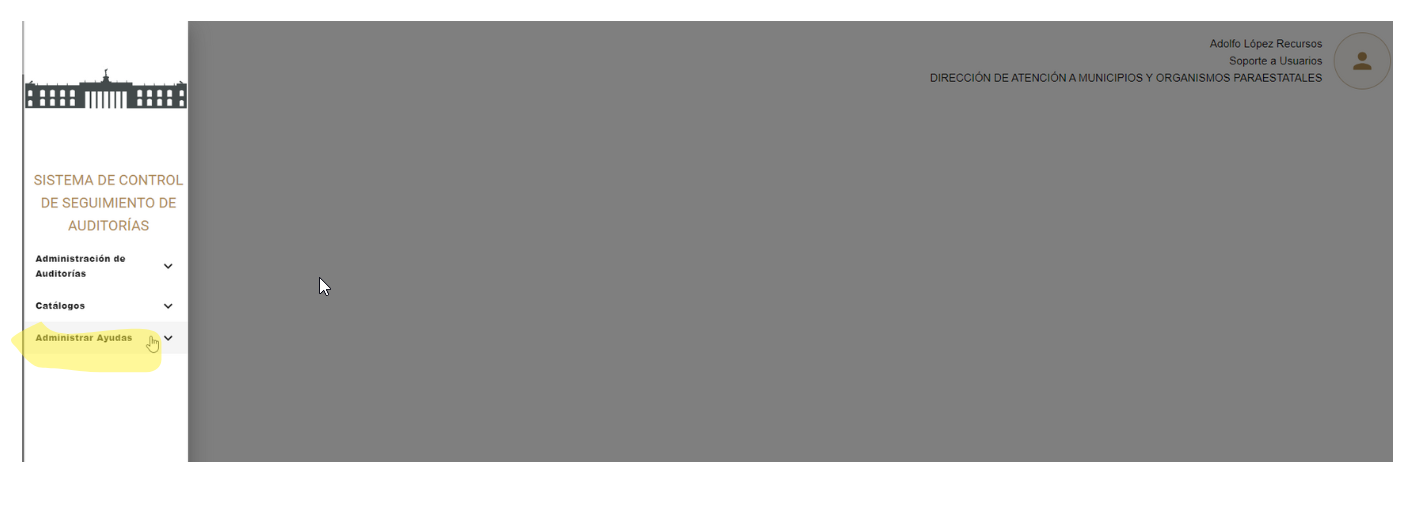 Adolfo López Recursos
Soporte a Usuarios
DIRECCIÓN DE ATENCIÓN A MUNICIPIOS Y ORGANISMOS PARAESTATALES
SISTEMA DE CONTROL
DE SEGUIMIENTO DE
AUDITORÍAS
Administración de
Auditorías
Catálogos
Administrar Ayudas